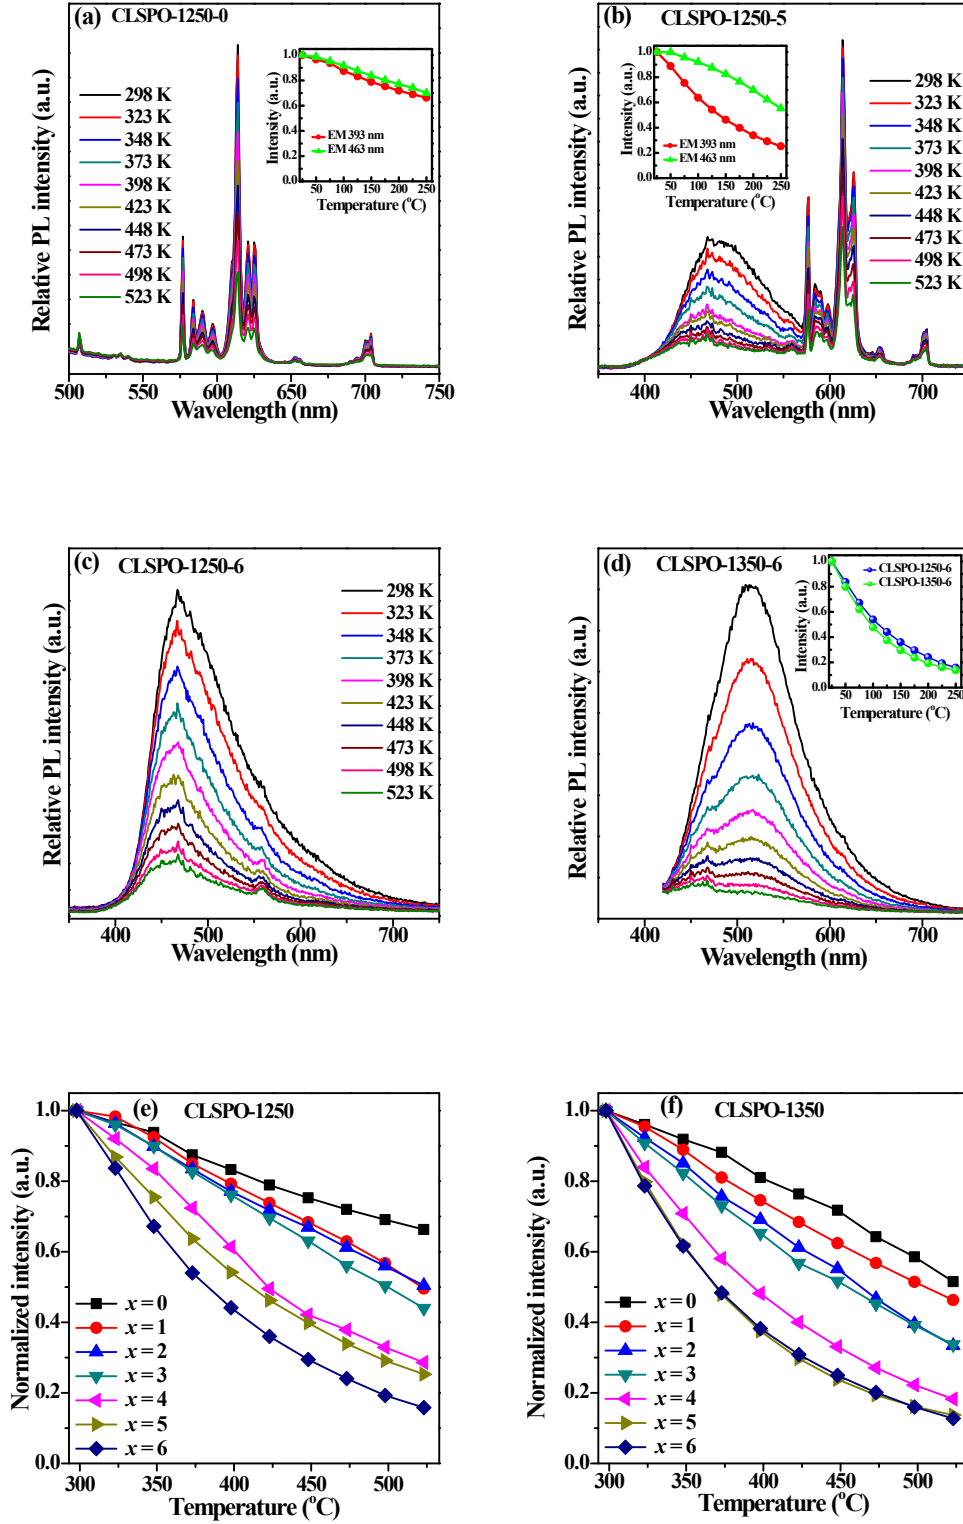 (a) CLSPO-1250-0
Relative PL intensity (a.u.)
298 K
323 K
348 K
373 K
398 K
423 K
448 K
473 K
498 K
523 K
Intensity (a.u.)
1.0
0.8
0.6
0.4
0.2
0.0
EM 393 nm
EM 463 nm
50 100 150 200 250
Temperature (°C)
500 550 600 650 700 750
Wavelength (nm)
(b) CLSPO-1250-5
Relative PL intensity (a.u.)
Intensity (a.u.)
1.0
0.8
0.6
0.4
0.2
0.0
EM 393 nm
EM 463 nm
50 100 150 200 250
Temperature (°C)
298 K
323 K
348 K
373 K
398 K
423 K
448 K
473 K
498 K
523 K
400 500 600 700
Wavelength (nm)
(c) CLSPO-1250-6
Relative PL intensity (a.u.)
298 K
323 K
348 K
373 K
398 K
423 K
448 K
473 K
498 K
523 K
400 500 600 700
Wavelength (nm)
(d) CLSPO-1350-6
Relative PL intensity (a.u.)
Intensity (a.u.)
1.0
0.8
0.6
0.4
0.2
0.0
CLSPO-1250-6
CLSPO-1350-6
50 100 150 200 250
Temperature (°C)
400 500 600 700
Wavelength (nm)
(e) CLSPO-1250
Normalized intensity (a.u.)
1.0
0.8
0.6
0.4
0.2
0.0
x = 0
x = 1
x = 2
x = 3
x = 4
x = 5
x = 6
300 350 400 450 500
Temperature (°C)
(f)
CLSPO-1350
Normalized intensity (a.u.)
1.0
0.8
0.6
0.4
0.2
0.0
x = 0
x = 1
x = 2
x = 3
x = 4
x = 5
x = 6
300 350 400 450 500
Temperature (°C)